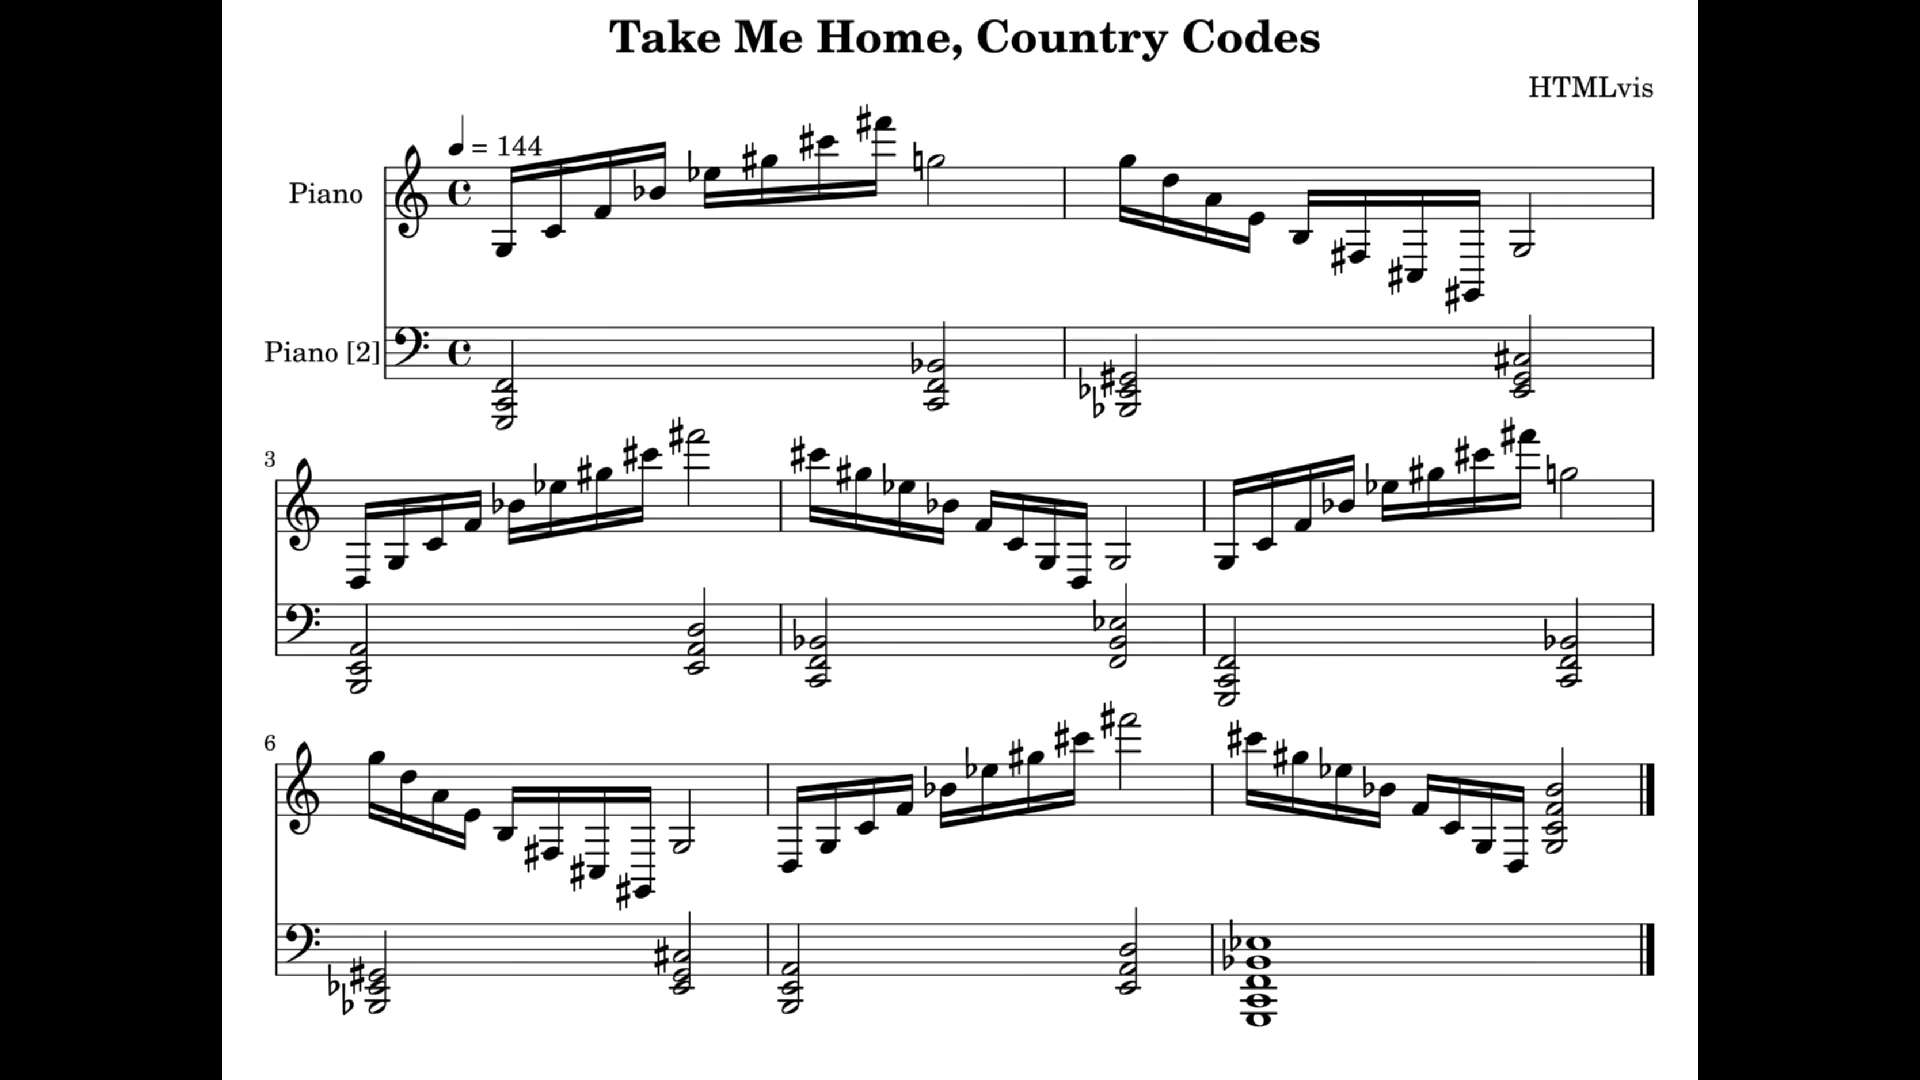 Take Me Home, Country Codes
HTMLvis
= 144
Piano
Piano [2]
3
6